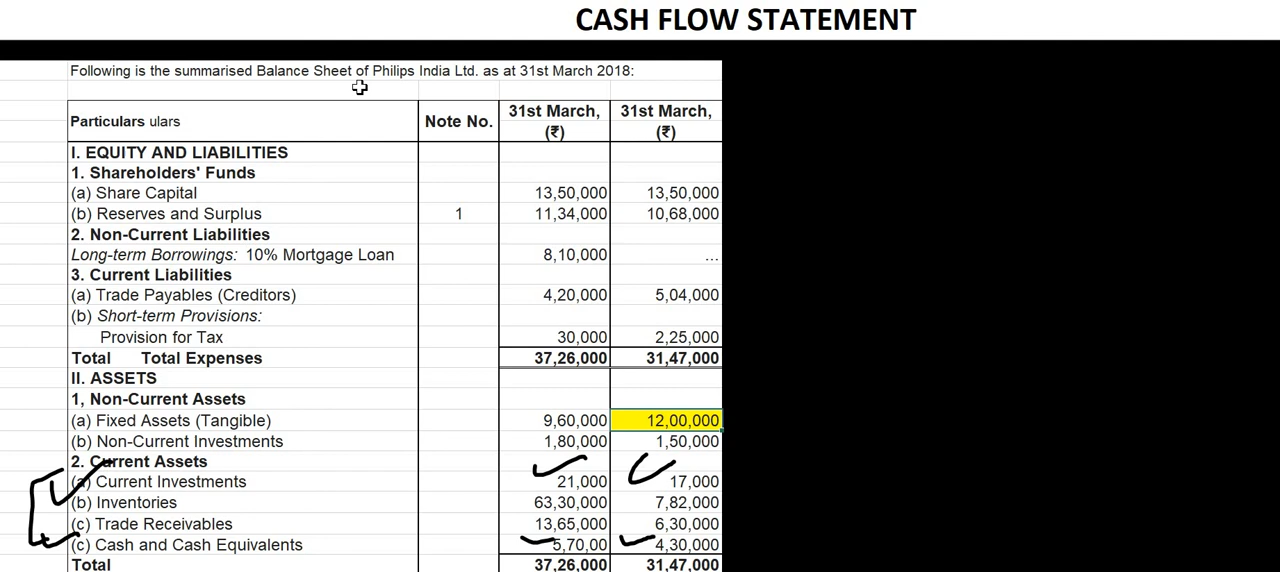 CASH FLOW STATEMENT
Following is the summarised Balance Sheet of Philips India Ltd. as at 31st March 2018:
Particulars ulars Note No. 31st March, (₹) 31st March, (₹)
I. EQUITY AND LIABILITIES
1. Shareholders' Funds
(a) Share Capital 13,50,000 13,50,000
(b) Reserves and Surplus 1 11,34,000 10,68,000
2. Non-Current Liabilities
Long-term Borrowings: 10% Mortgage Loan 8,10,000 ...
3. Current Liabilities
(a) Trade Payables (Creditors) 4,20,000 5,04,000
(b) Short-term Provisions:
Provision for Tax 30,000 2,25,000
Total Total Expenses 37,26,000 31,47,000
II. ASSETS
1, Non-Current Assets
(a) Fixed Assets (Tangible) 9,60,000 12,00,000
(b) Non-Current Investments 1,80,000 1,50,000
2. Current Assets
(a) Current Investments 21,000 17,000
(b) Inventories 63,30,000 7,82,000
(c) Trade Receivables 13,65,000 6,30,000
(c) Cash and Cash Equivalents 5,70,00 4,30,000
Total 37,26,000 31,47,000